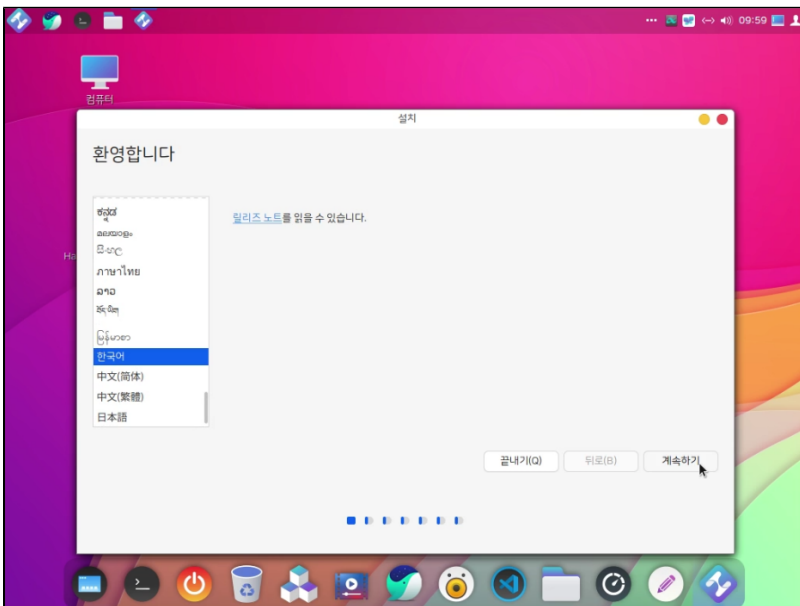 09:59
컴퓨터
설치
환영합니다
ಕನ್ನಡ
മലയാളം
සිංහල
ภาษาไทย
ລາວ
မြန်မာစာ
한국어
中文(简体)
中文(繁體)
日本語
릴리즈 노트를 읽을 수 있습니다.
끝내기(Q)
뒤로(B)
계속하기